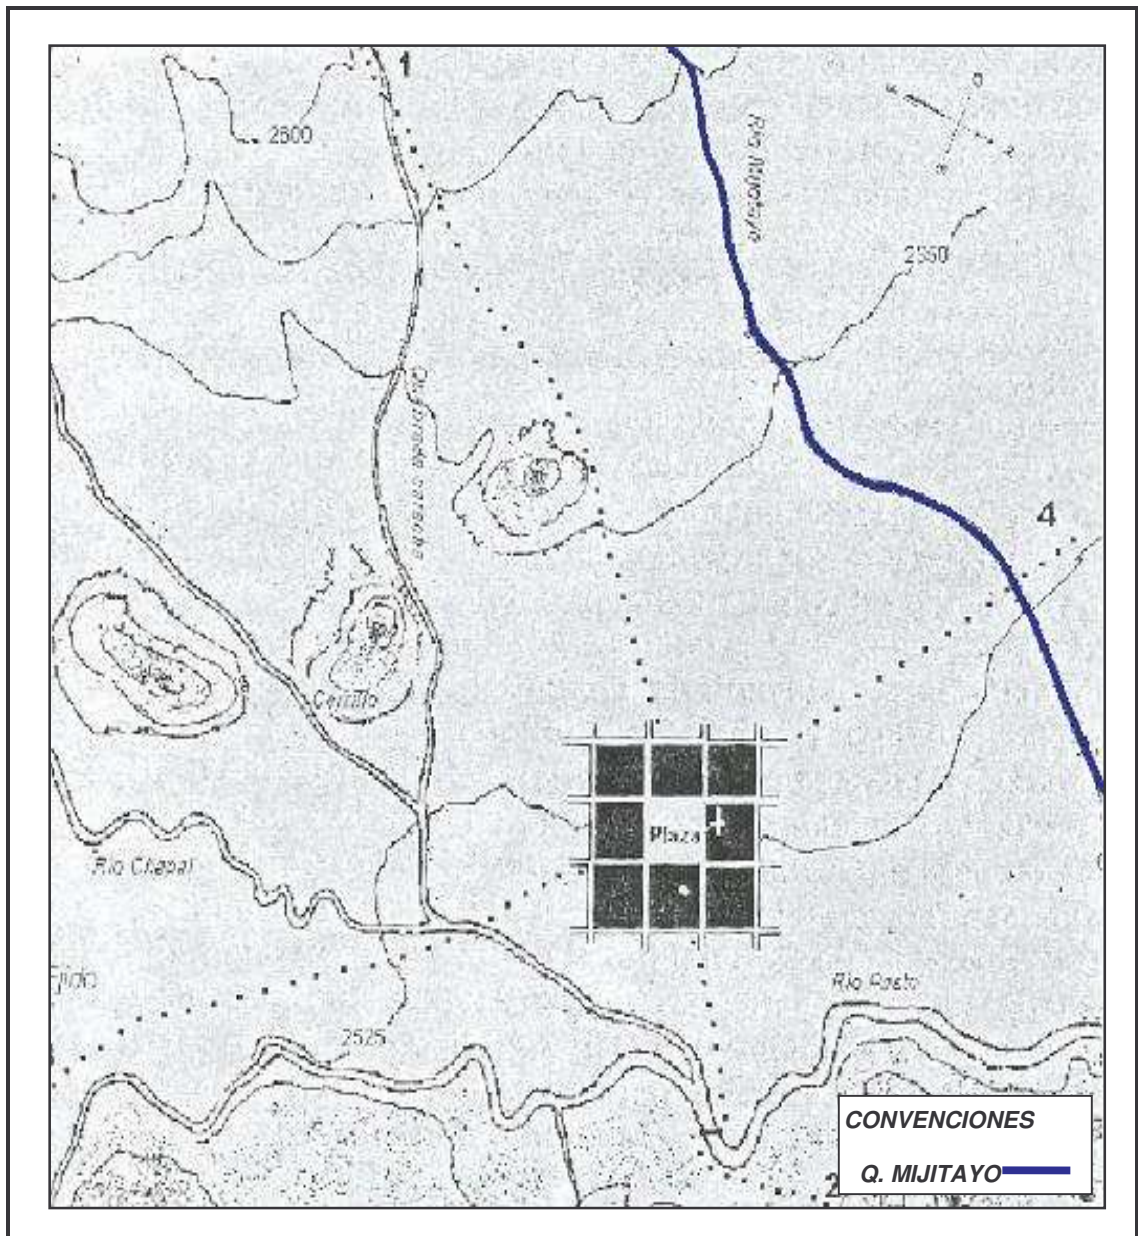 1
2600
2550
4
Cerrillo
Plaza
Rio Chapal
Ejido
Rio Pasto
2525
CONVENCIONES
Q. MIJITAYO
2